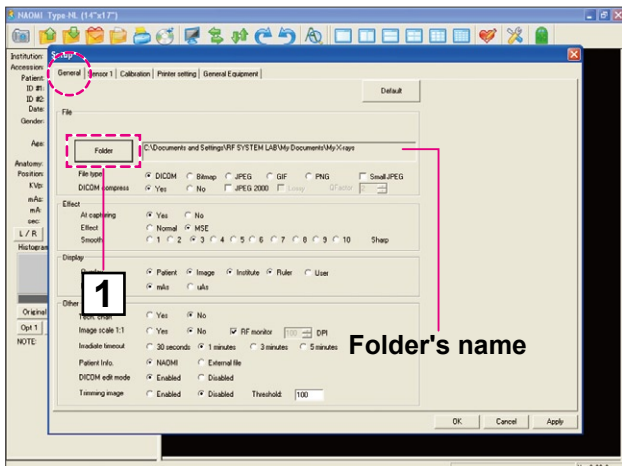 NAOMI Type-NL (14"x17")
Institution:
Accession:
Patient
ID #1:
ID #2:
Date:
Gender:
Age:
Anatomy:
Position:
KVp:
mAs:
mA:
sec:
L / R
Histogram
Original
Opt 1
NOTE:
Setup
General Sensor 1 Calibration Printer setting General Equipment
Default
File
Folder C:\Documents and Settings\RF SYSTEM LAB\My Documents\My X-rays
File type DICOM Bitmap JPEG GIF PNG Small JPEG
DICOM compress Yes No JPEG 2000 Lossy QFactor
Effect
At capturing Yes No
Effect Normal MSE
Smooth 1 2 3 4 5 6 7 8 9 10 Sharp
Display
Patient Image Institute Ruler User
mAs uAs
1
Other
Tech. chart Yes No
Image scale 1:1 Yes No RF monitor 100 DPI
Irradiate timeout 30 seconds 1 minutes 3 minutes 5 minutes
Folder's name
Patient Info. NAOMI External file
DICOM edit mode Enabled Disabled
Trimming image Enabled Disabled Threshold: 100
OK Cancel Apply